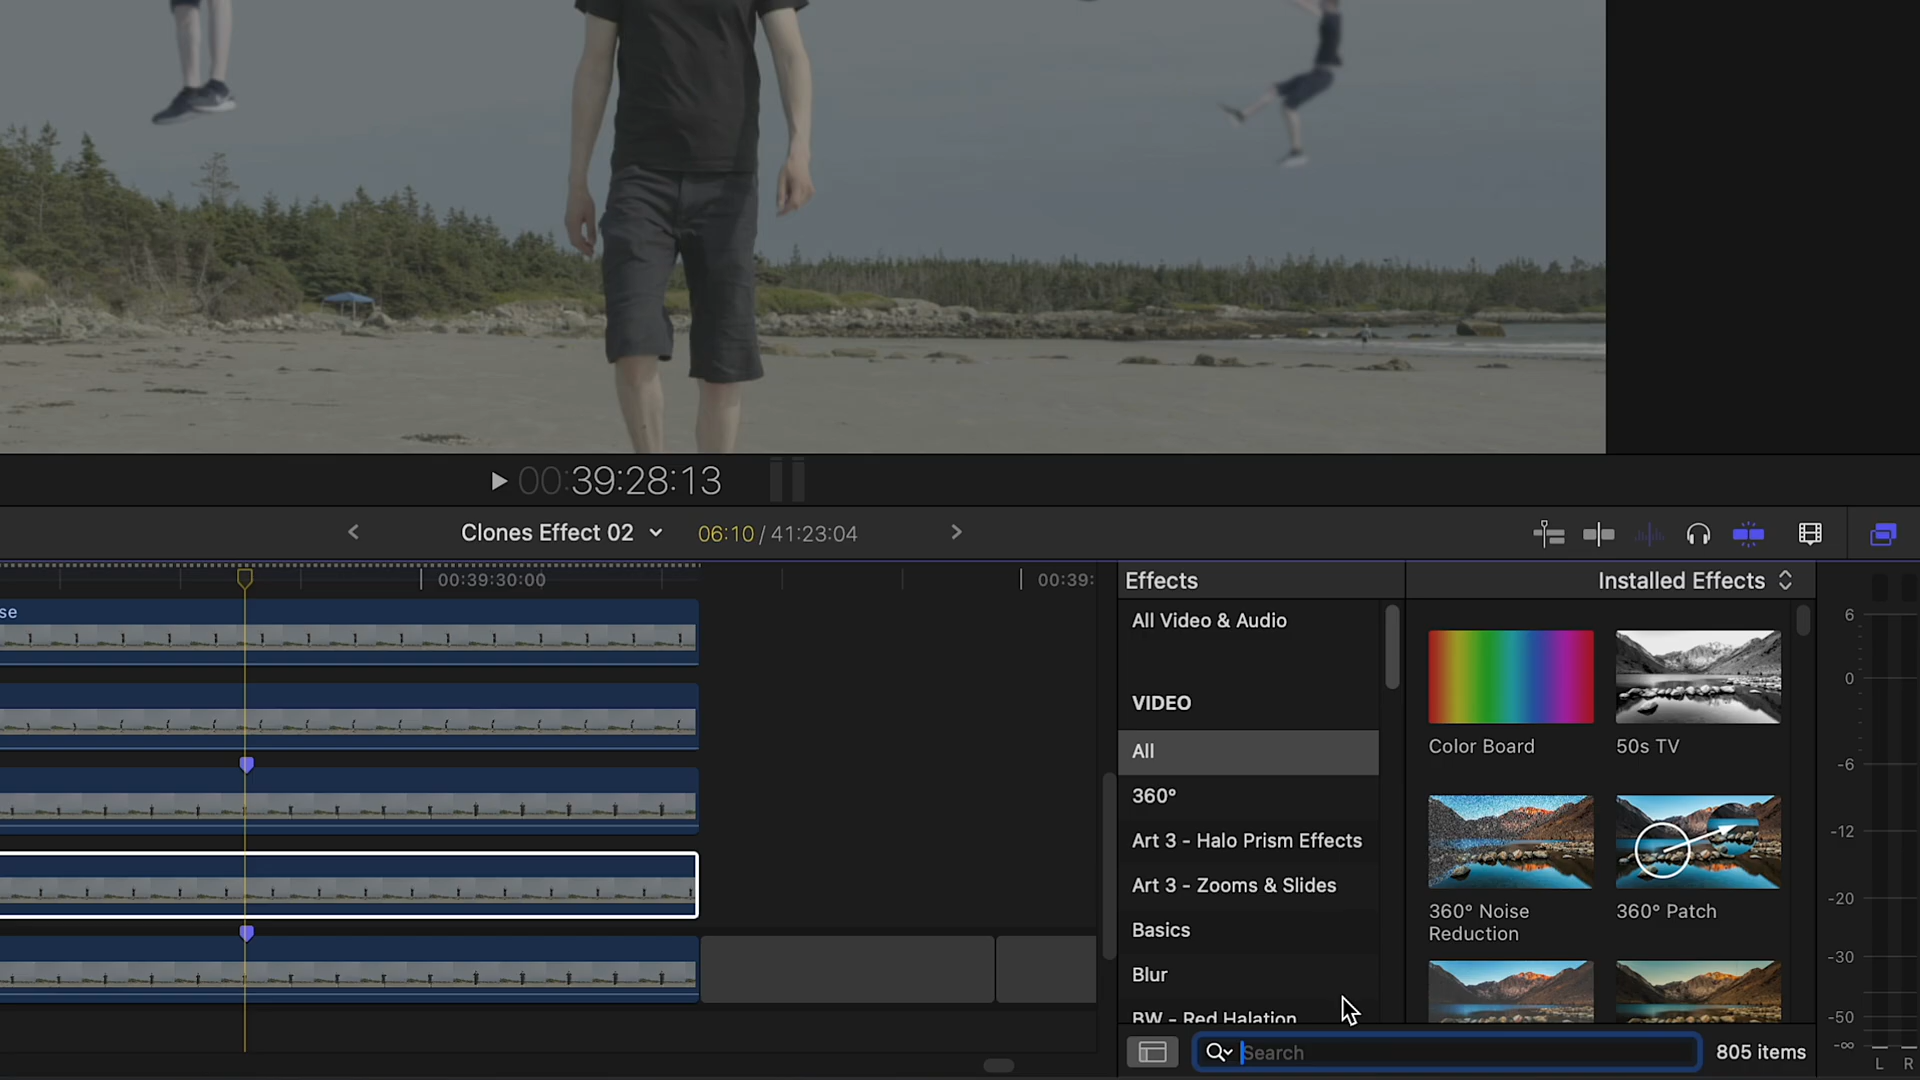 00:39:28:13
Clones Effect 02
06:10 / 41:23:04
00:39:30:00
00:39:
se
Effects
Installed Effects
All Video & Audio
VIDEO
All
360°
Art 3 - Halo Prism Effects
Art 3 - Zooms & Slides
Basics
Blur
BW - Red Halation
Color Board
50s TV
360° Noise
Reduction
360° Patch
Search
805 items
6
0
-6
-12
-20
-30
-50
-∞
L R